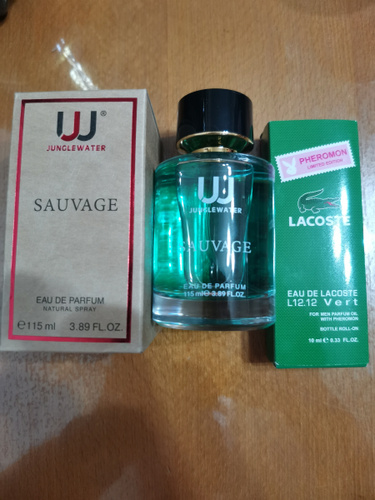 ®
JUNGLEWATER
SAUVAGE
EAU DE PARFUM
NATURAL SPRAY
℮115 ml 3.89 FL.OZ.
JUNGLEWATER
SAUVAGE
EAU DE PARFUM
115 ml℮3.89 FL.OZ.
PHEROMON
LIMITED EDITION
LACOSTE
EAU DE LACOSTE
L12.12 Vert
FOR MEN PARFUM OIL
WITH PHEROMON
BOTTLE ROLL-ON
10 ml ℮ 0.33 FL. OZ.